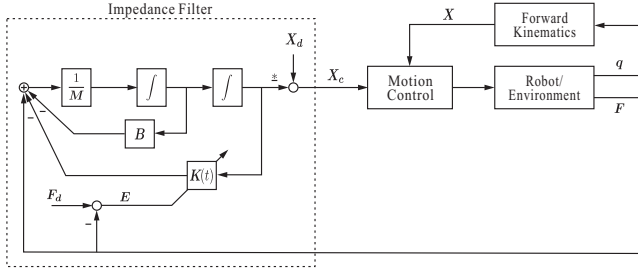 Impedance Filter
X
Forward
Kinematics
X_d
1
M
∫
∫
±
X_c
Motion
Control
Robot/
Environment
q
F
–
–
B
K(t)
F_d
E
–